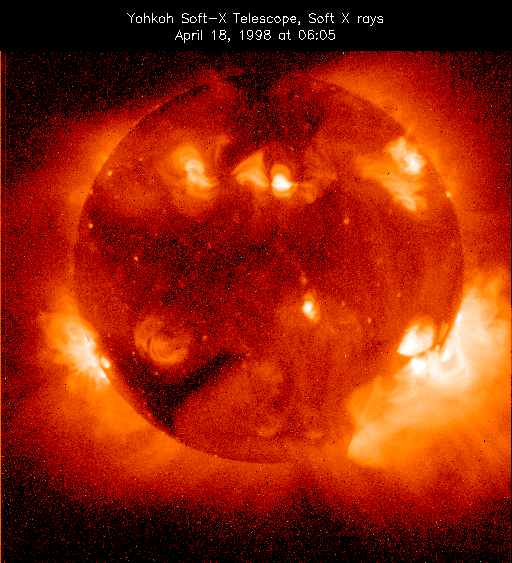 Yohkoh Soft-X Telescope, Soft X rays
April 18, 1998 at 06:05